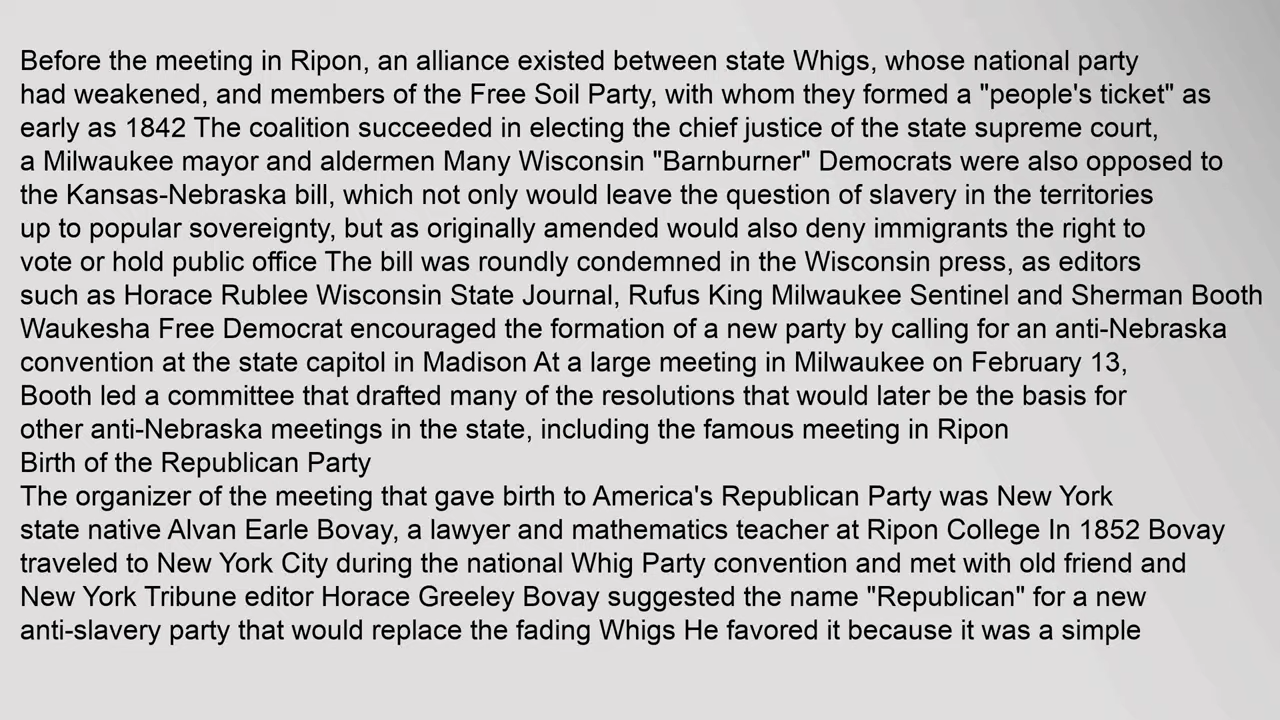 Before the meeting in Ripon, an alliance existed between state Whigs, whose national party
had weakened, and members of the Free Soil Party, with whom they formed a "people's ticket" as
early as 1842 The coalition succeeded in electing the chief justice of the state supreme court,
a Milwaukee mayor and aldermen Many Wisconsin "Barnburner" Democrats were also opposed to
the Kansas-Nebraska bill, which not only would leave the question of slavery in the territories
up to popular sovereignty, but as originally amended would also deny immigrants the right to
vote or hold public office The bill was roundly condemned in the Wisconsin press, as editors
such as Horace Rublee Wisconsin State Journal, Rufus King Milwaukee Sentinel and Sherman Booth
Waukesha Free Democrat encouraged the formation of a new party by calling for an anti-Nebraska
convention at the state capitol in Madison At a large meeting in Milwaukee on February 13,
Booth led a committee that drafted many of the resolutions that would later be the basis for
other anti-Nebraska meetings in the state, including the famous meeting in Ripon
Birth of the Republican Party
The organizer of the meeting that gave birth to America's Republican Party was New York
state native Alvan Earle Bovay, a lawyer and mathematics teacher at Ripon College In 1852 Bovay
traveled to New York City during the national Whig Party convention and met with old friend and
New York Tribune editor Horace Greeley Bovay suggested the name "Republican" for a new
anti-slavery party that would replace the fading Whigs He favored it because it was a simple